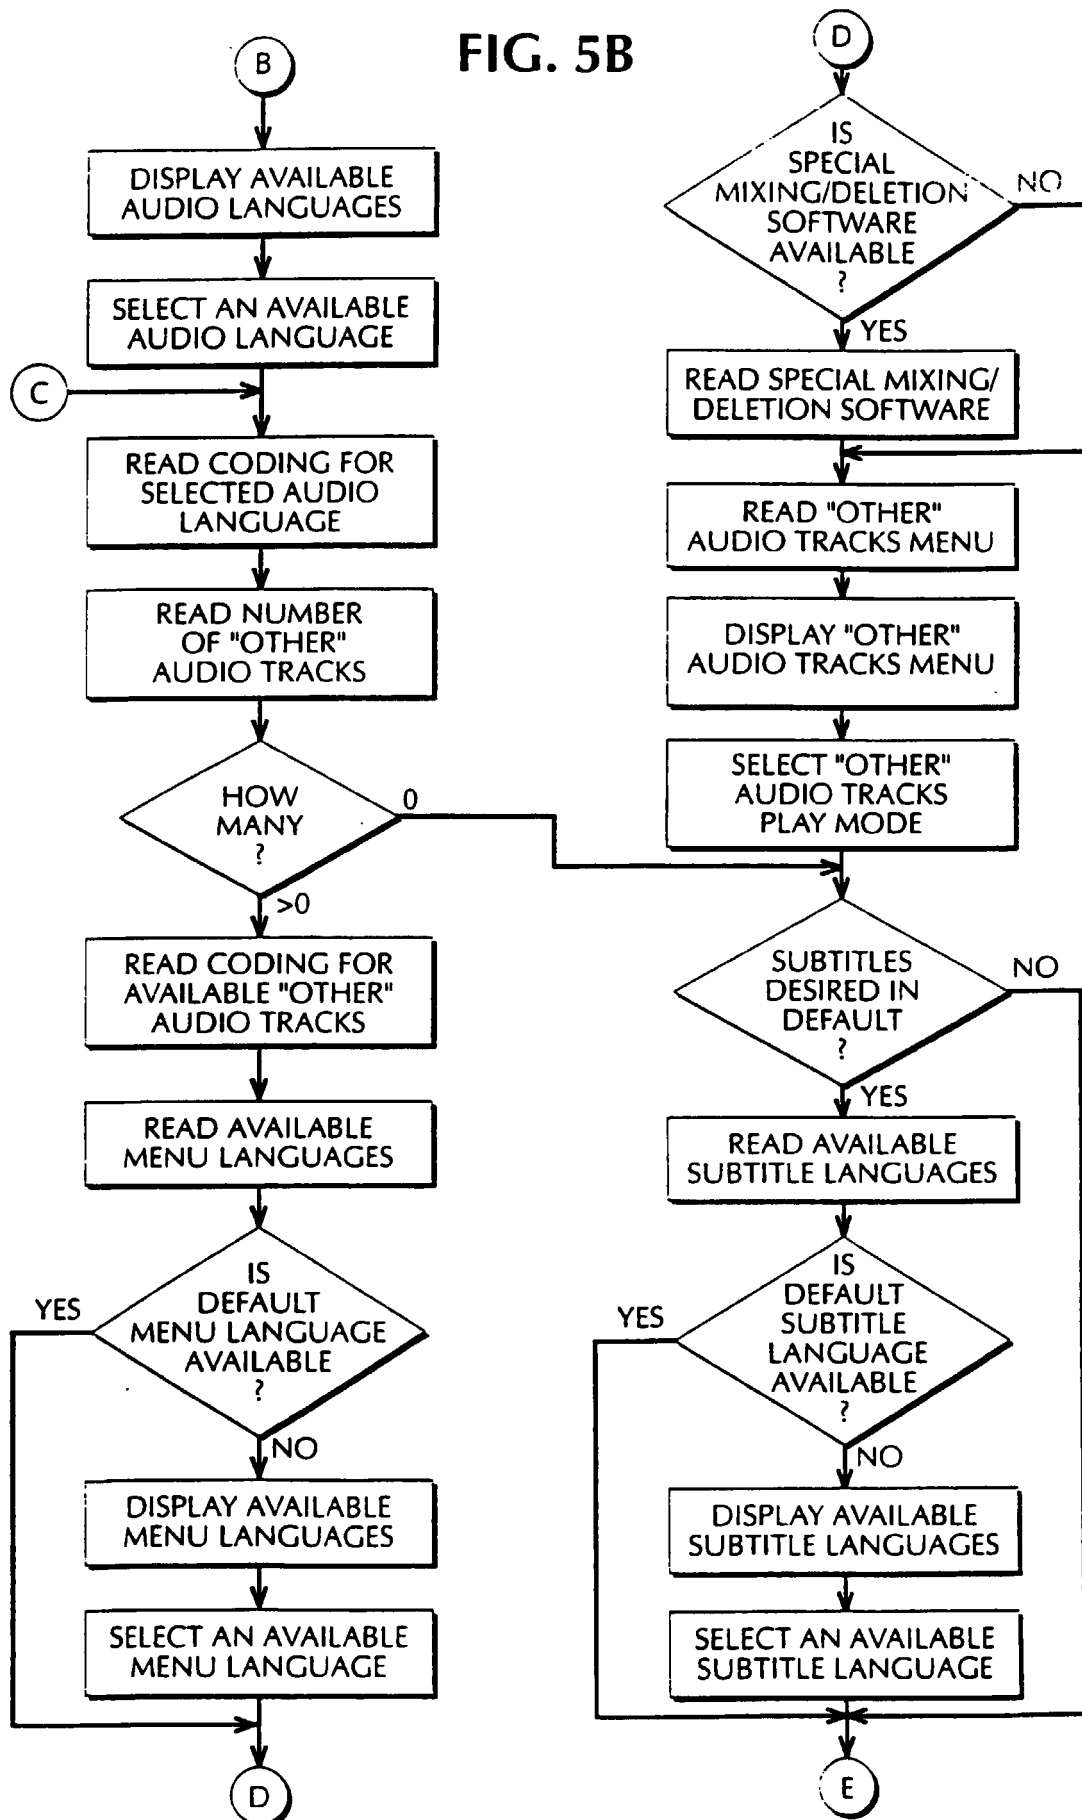 FIG. 5B
B
DISPLAY AVAILABLE
AUDIO LANGUAGES
SELECT AN AVAILABLE
AUDIO LANGUAGE
C
READ CODING FOR
SELECTED AUDIO
LANGUAGE
READ NUMBER
OF "OTHER"
AUDIO TRACKS
HOW
MANY
?
0
>0
READ CODING FOR
AVAILABLE "OTHER"
AUDIO TRACKS
READ AVAILABLE
MENU LANGUAGES
IS
DEFAULT
MENU LANGUAGE
AVAILABLE
?
YES
NO
DISPLAY AVAILABLE
MENU LANGUAGES
SELECT AN AVAILABLE
MENU LANGUAGE
D
D
IS
SPECIAL
MIXING/DELETION
SOFTWARE
AVAILABLE
?
NO
YES
READ SPECIAL MIXING/
DELETION SOFTWARE
READ "OTHER"
AUDIO TRACKS MENU
DISPLAY "OTHER"
AUDIO TRACKS MENU
SELECT "OTHER"
AUDIO TRACKS
PLAY MODE
SUBTITLES
DESIRED IN
DEFAULT
?
NO
YES
READ AVAILABLE
SUBTITLE LANGUAGES
IS
DEFAULT
SUBTITLE
LANGUAGE
AVAILABLE
?
YES
NO
DISPLAY AVAILABLE
SUBTITLE LANGUAGES
SELECT AN AVAILABLE
SUBTITLE LANGUAGE
E